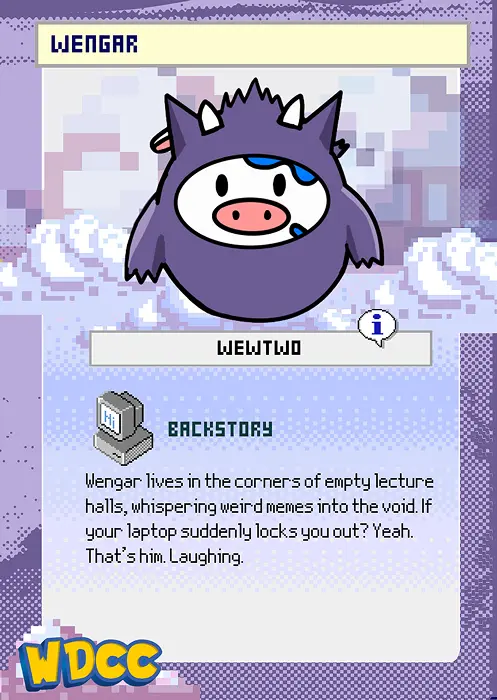 WENGAR
i
WEWTWO
Hi
BACKSTORY
Wengar lives in the corners of empty lecture
halls, whispering weird memes into the void. If
your laptop suddenly locks you out? Yeah.
That's him. Laughing.
WDCC